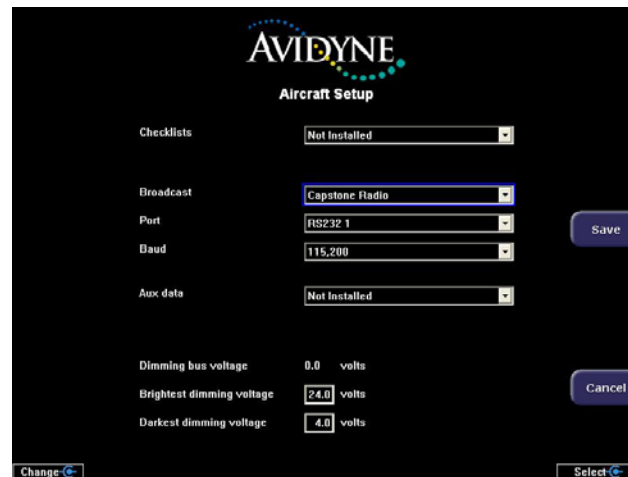 AVIDYNE
Aircraft Setup
Checklists Not Installed
Broadcast Capstone Radio
Port RS232 1
Save
Baud 115,200
Aux data Not Installed
Dimming bus voltage 0.0 volts
Cancel
Brightest dimming voltage 24.0 volts
Darkest dimming voltage 4.0 volts
Change Select